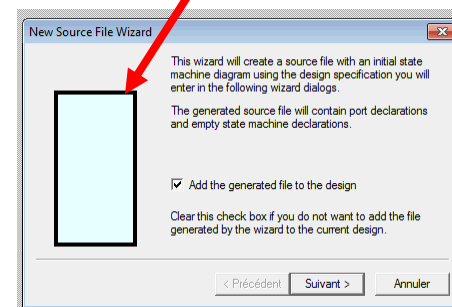 New Source File Wizard
This wizard will create a source file with an initial state
machine diagram using the design specification you will
enter in the following wizard dialogs.
The generated source file will contain port declarations
and empty state machine declarations.
Add the generated file to the design
Clear this check box if you do not want to add the file
generated by the wizard to the current design.
< Précédent Suivant > Annuler